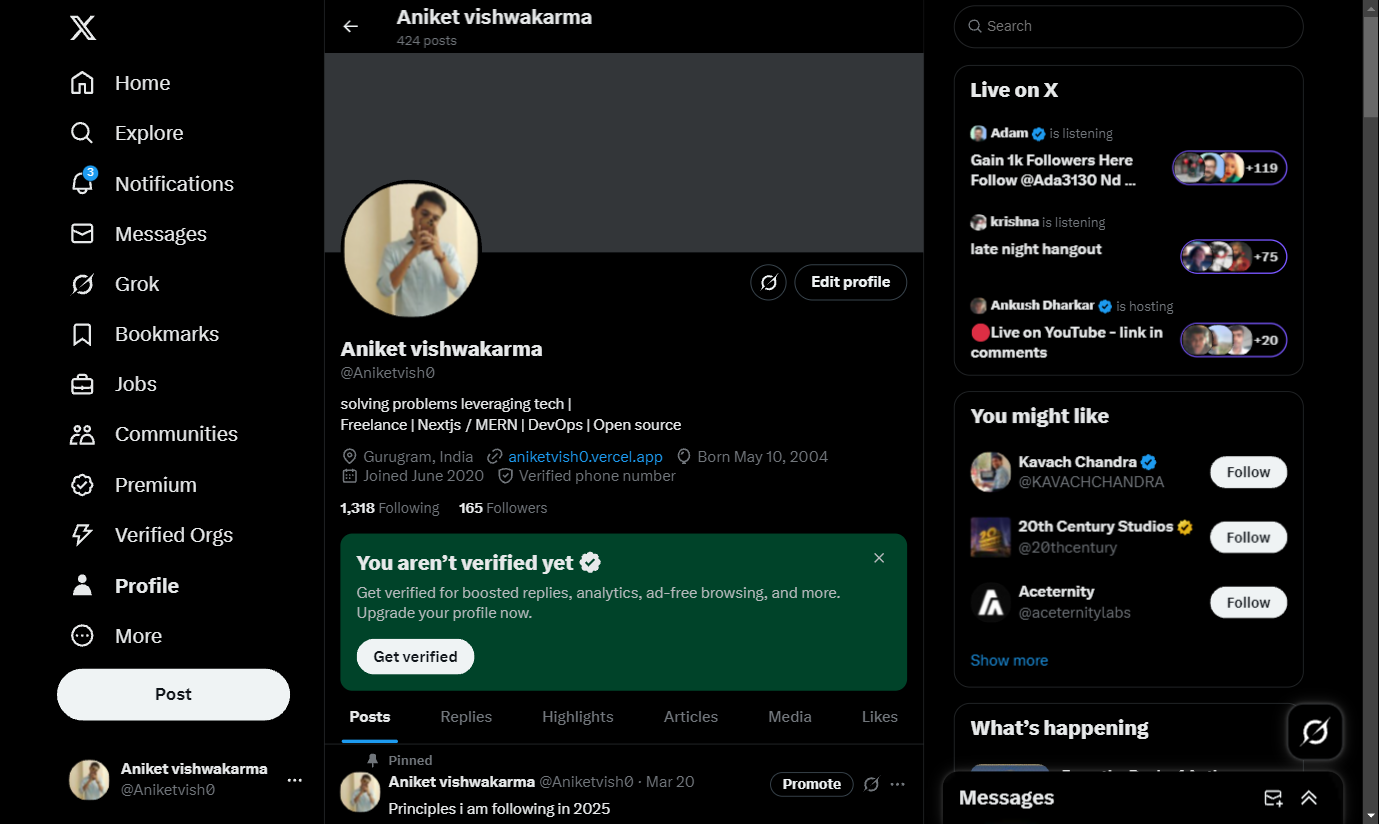 Home
Explore
3
Notifications
Messages
Grok
Bookmarks
Jobs
Communities
Premium
Verified Orgs
Profile
More
Post
Aniket vishwakarma
@Aniketvish0
Aniket vishwakarma
424 posts
Edit profile
Aniket vishwakarma
@Aniketvish0
solving problems leveraging tech |
Freelance | Nextjs / MERN | DevOps | Open source
Gurugram, India aniketvish0.vercel.app Born May 10, 2004
Joined June 2020 Verified phone number
1,318 Following 165 Followers
You aren't verified yet
Get verified for boosted replies, analytics, ad-free browsing, and more.
Upgrade your profile now.
Get verified
Posts Replies Highlights Articles Media Likes
Pinned
Aniket vishwakarma @Aniketvish0 · Mar 20
Promote
Principles i am following in 2025
Search
Live on X
Adam is listening
Gain 1k Followers Here
Follow @Ada3130 Nd ...
+119
krishna is listening
late night hangout
+75
Ankush Dharkar is hosting
Live on YouTube - link in
comments
+20
You might like
Kavach Chandra
@KAVACHCHANDRA
Follow
20th Century Studios
@20thcentury
Follow
Aceternity
@aceternitylabs
Follow
Show more
What's happening
Messages